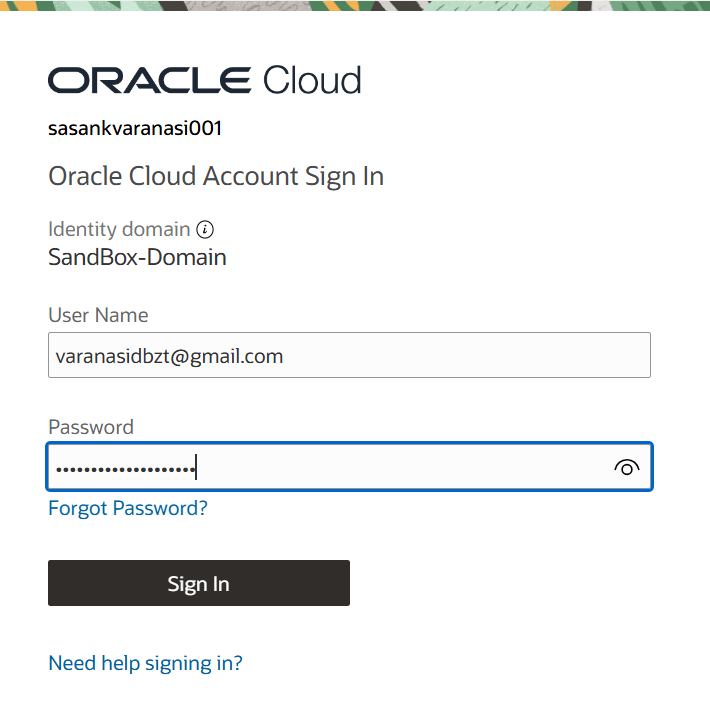 ORACLE Cloud
sasankvaranasi001
Oracle Cloud Account Sign In
Identity domain
SandBox-Domain
User Name
varanasidbzt@gmail.com
Password
••••••••••••••••••••
Forgot Password?
Sign In
Need help signing in?